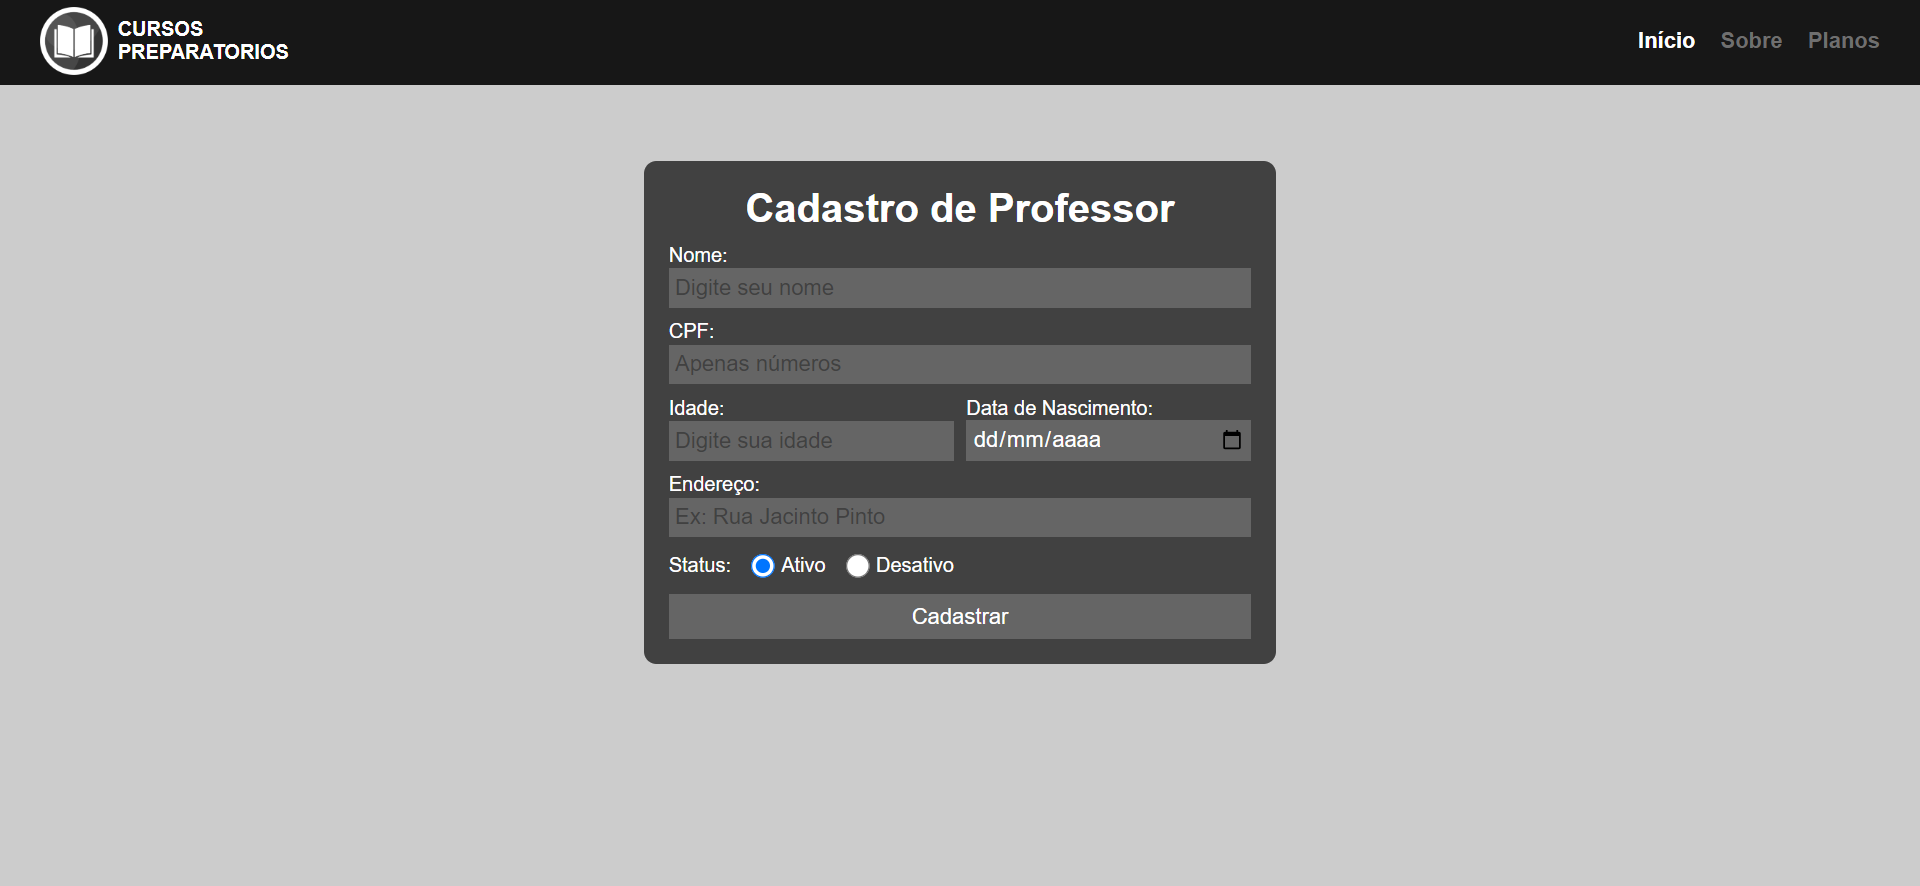 CURSOS
PREPARATORIOS
Início Sobre Planos
Cadastro de Professor
Nome:
Digite seu nome
CPF:
Apenas números
Idade: Data de Nascimento:
Digite sua idade dd/mm/aaaa
Endereço:
Ex: Rua Jacinto Pinto
Status: Ativo Desativo
Cadastrar